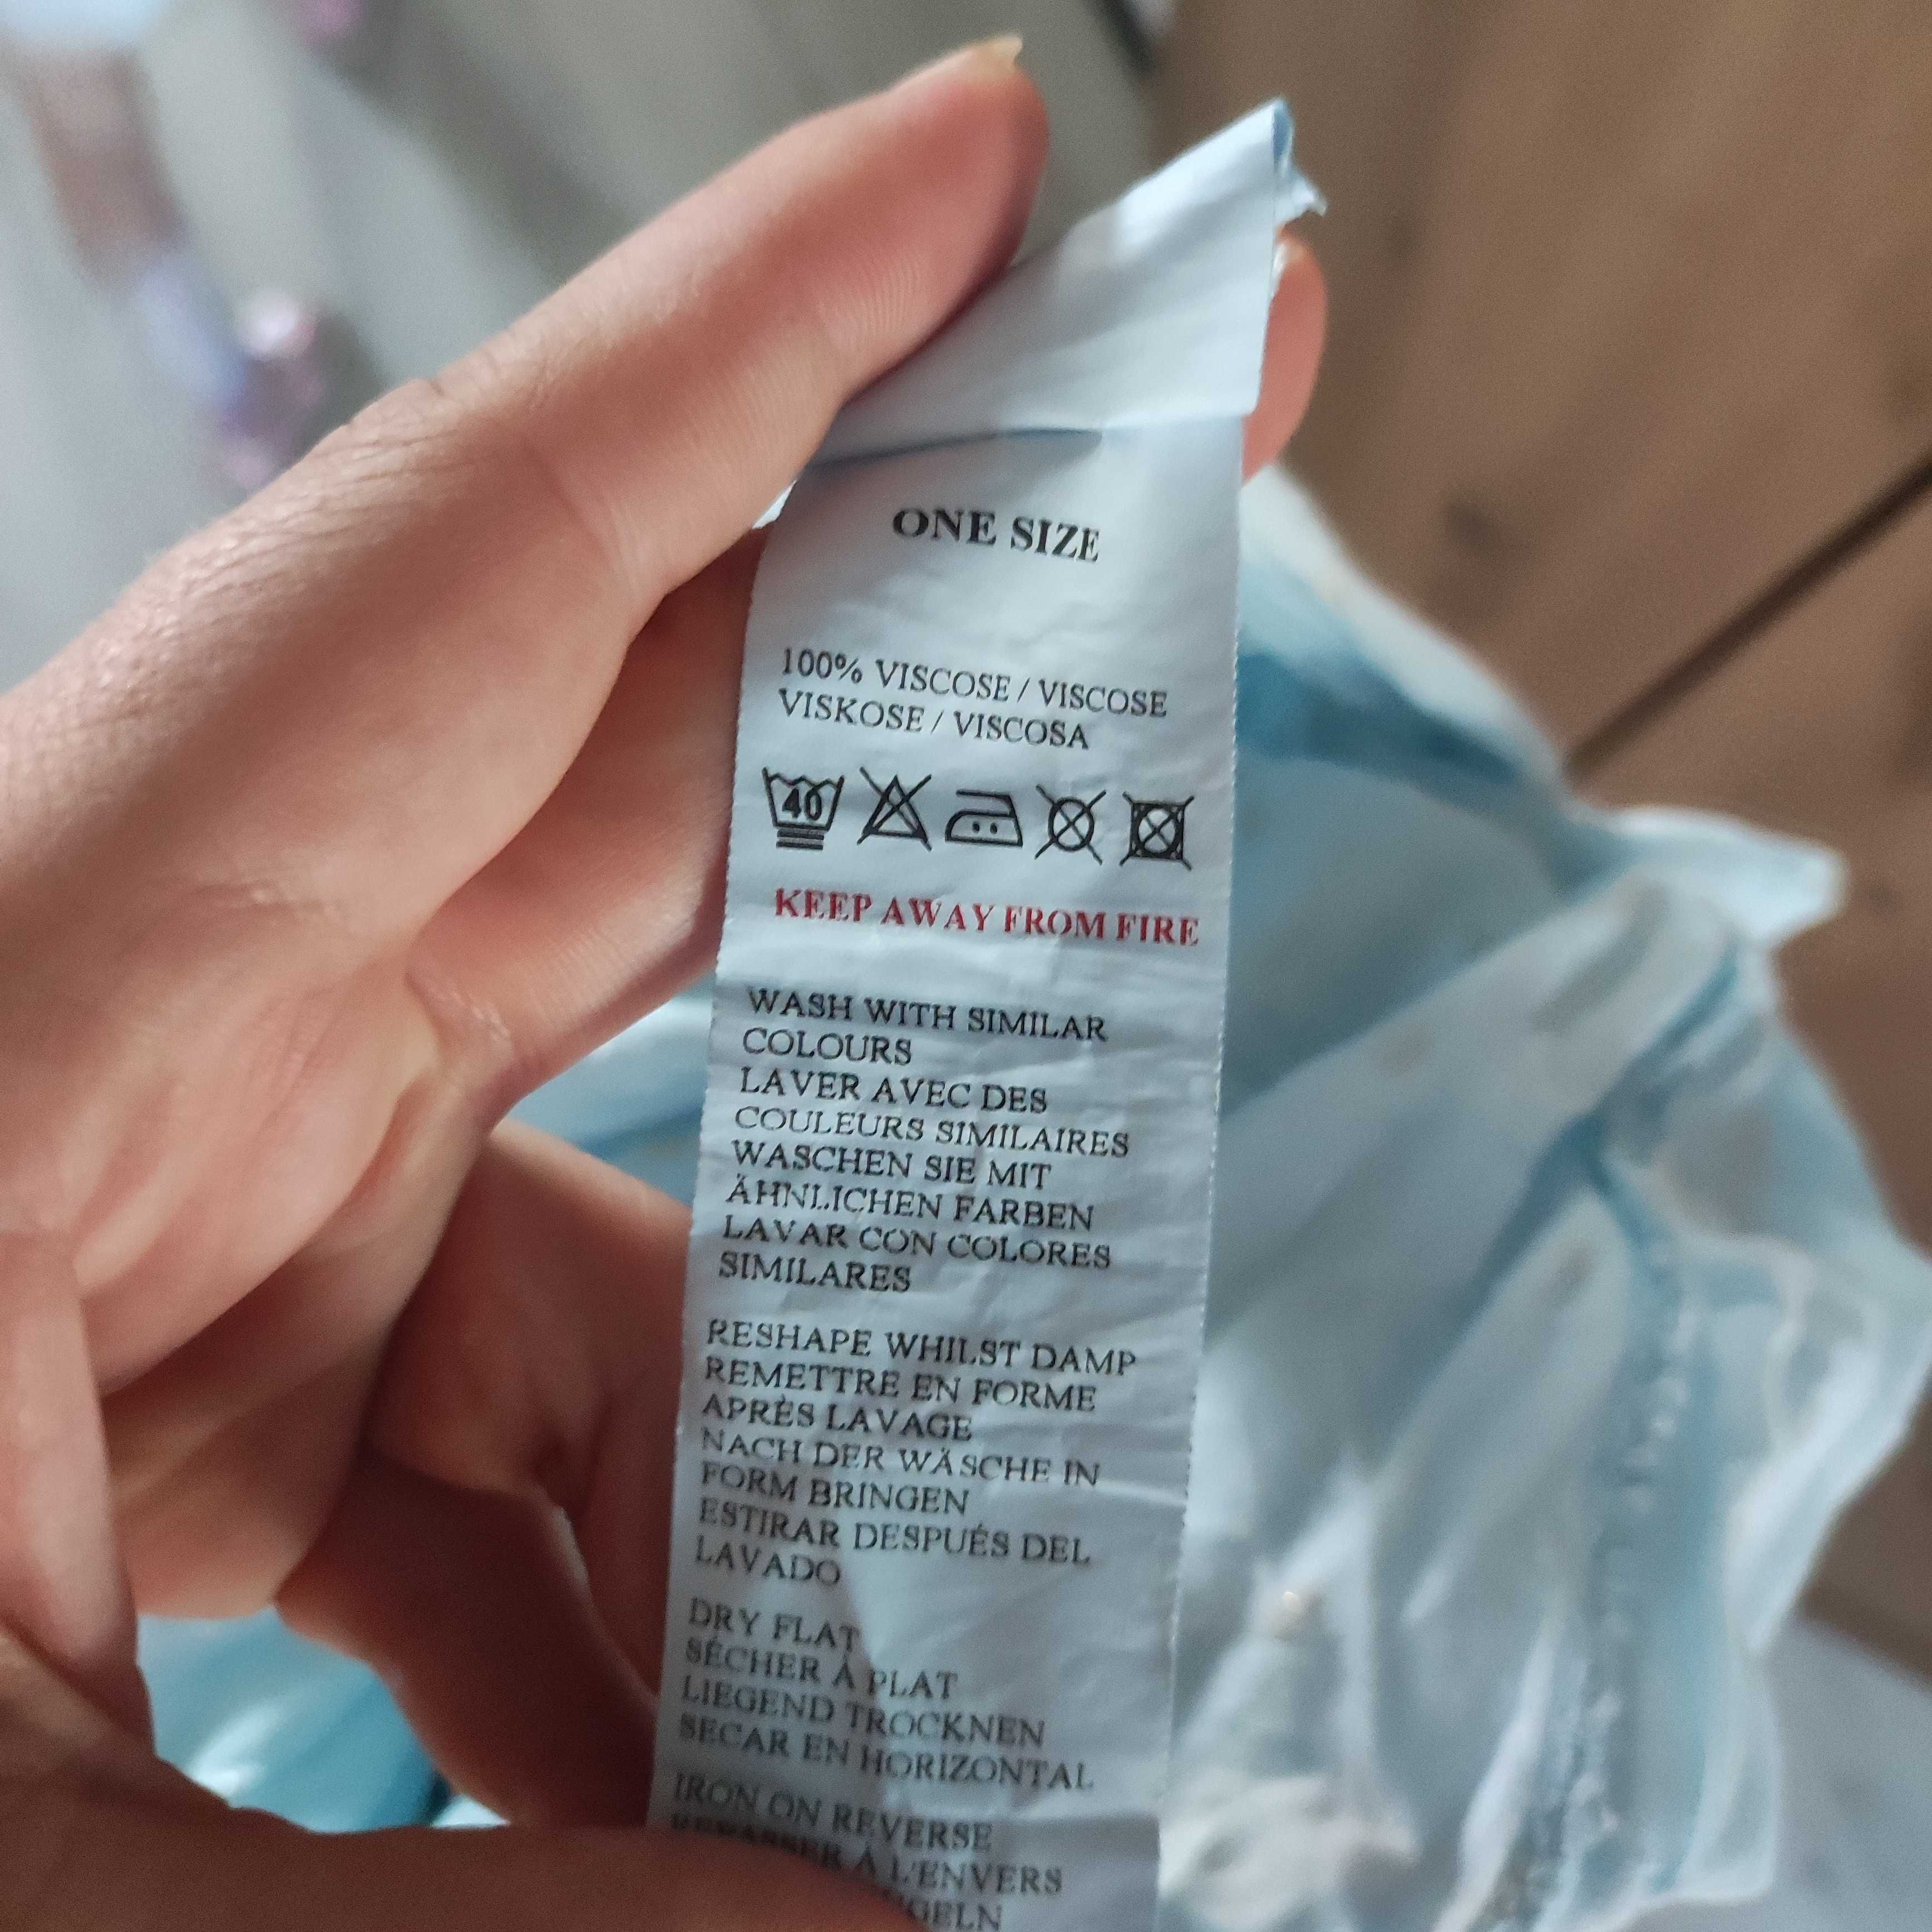 ONE SIZE
100% VISCOSE / VISCOSE
VISKOSE / VISCOSA
40
KEEP AWAY FROM FIRE
WASH WITH SIMILAR
COLOURS
LAVER AVEC DES
COULEURS SIMILAIRES
WASCHEN SIE MIT
ÄHNLICHEN FARBEN
LAVAR CON COLORES
SIMILARES
RESHAPE WHILST DAMP
REMETTRE EN FORME
APRÈS LAVAGE
NACH DER WÄSCHE IN
FORM BRINGEN
ESTIRAR DESPUÉS DEL
LAVADO
DRY FLAT
SÉCHER À PLAT
LIEGEND TROCKNEN
SECAR EN HORIZONTAL
IRON ON REVERSE
À L'ENVERS